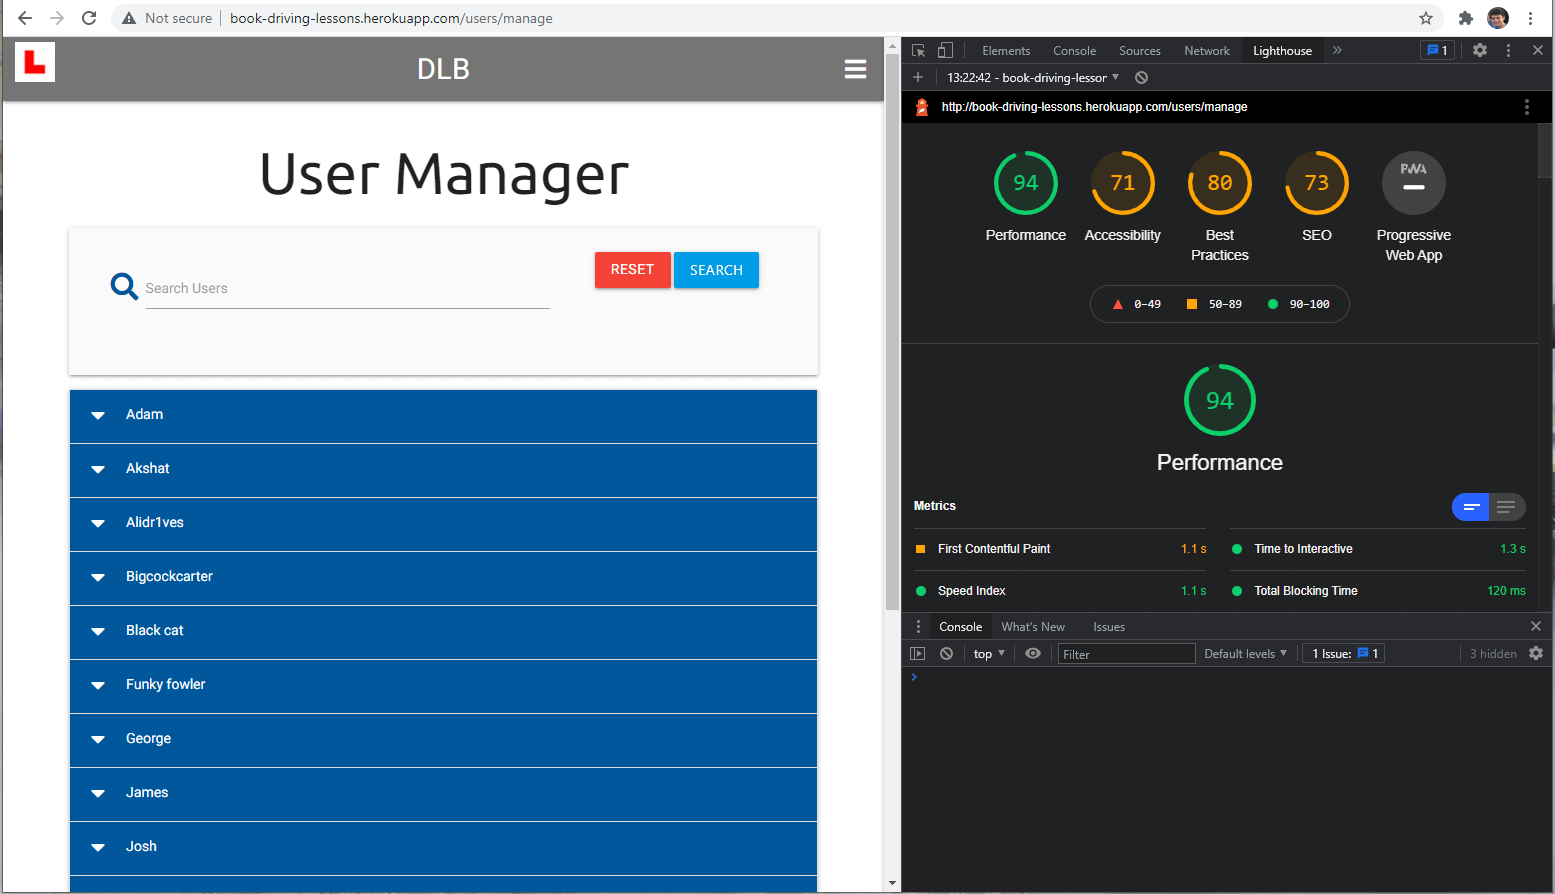 Not secure | book-driving-lessons.herokuapp.com/users/manage
L
DLB
User Manager
Search Users
RESET
SEARCH
Adam
Akshat
Alidr1ves
Bigcockcarter
Black cat
Funky fowler
George
James
Josh
Elements Console Sources Network Lighthouse » 1
+ 13:22:42 - book-driving-lessor
http://book-driving-lessons.herokuapp.com/users/manage
94 71 80 73 PWA
Performance Accessibility Best Practices SEO Progressive Web App
0–49 50–89 90–100
94
Performance
Metrics
First Contentful Paint 1.1 s
Time to Interactive 1.3 s
Speed Index 1.1 s
Total Blocking Time 120 ms
Console What's New Issues
top Filter Default levels 1 Issue: 1 3 hidden